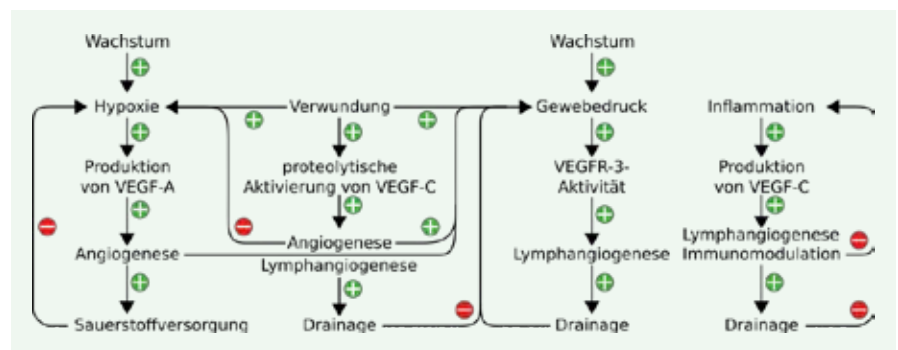 Wachstum
Wachstum
Hypoxie
Verwundung
Gewebedruck
Inflammation
Produktion
von VEGF-A
proteolytische
Aktivierung von VEGF-C
VEGFR-3-
Aktivität
Produktion
von VEGF-C
Angiogenese
Angiogenese
Lymphangiogenese
Lymphangiogenese
Lymphangiogenese
Immunomodulation
Sauerstoffversorgung
Drainage
Drainage
Drainage